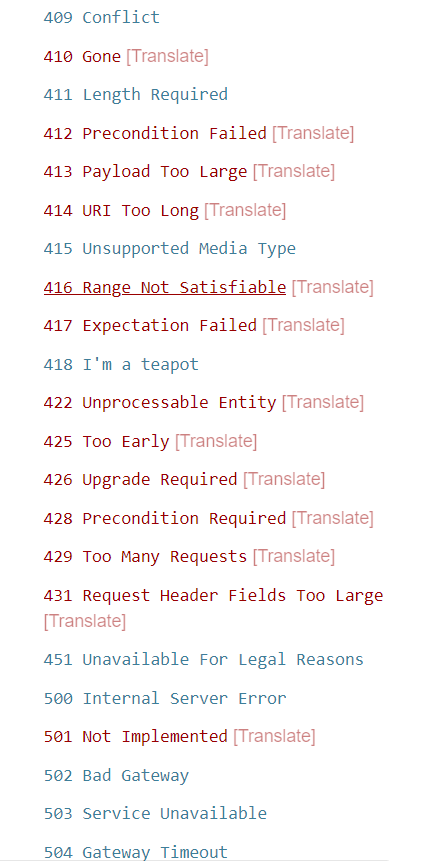 409 Conflict
410 Gone [Translate]
411 Length Required
412 Precondition Failed [Translate]
413 Payload Too Large [Translate]
414 URI Too Long [Translate]
415 Unsupported Media Type
416 Range Not Satisfiable [Translate]
417 Expectation Failed [Translate]
418 I'm a teapot
422 Unprocessable Entity [Translate]
425 Too Early [Translate]
426 Upgrade Required [Translate]
428 Precondition Required [Translate]
429 Too Many Requests [Translate]
431 Request Header Fields Too Large
[Translate]
451 Unavailable For Legal Reasons
500 Internal Server Error
501 Not Implemented [Translate]
502 Bad Gateway
503 Service Unavailable
504 Gateway Timeout